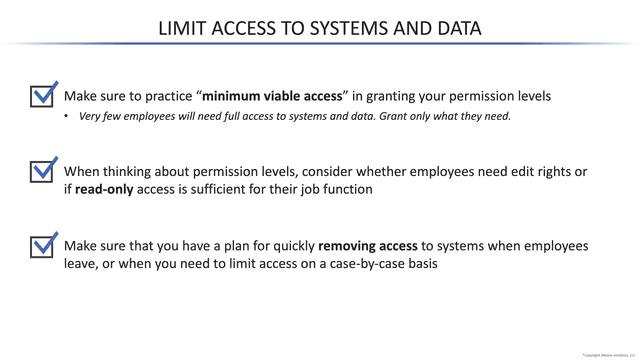 LIMIT ACCESS TO SYSTEMS AND DATA
Make sure to practice “minimum viable access” in granting your permission levels
• Very few employees will need full access to systems and data. Grant only what they need.
When thinking about permission levels, consider whether employees need edit rights or
if read-only access is sufficient for their job function
Make sure that you have a plan for quickly removing access to systems when employees
leave, or when you need to limit access on a case-by-case basis
*Copyright Maven Analytics, LLC